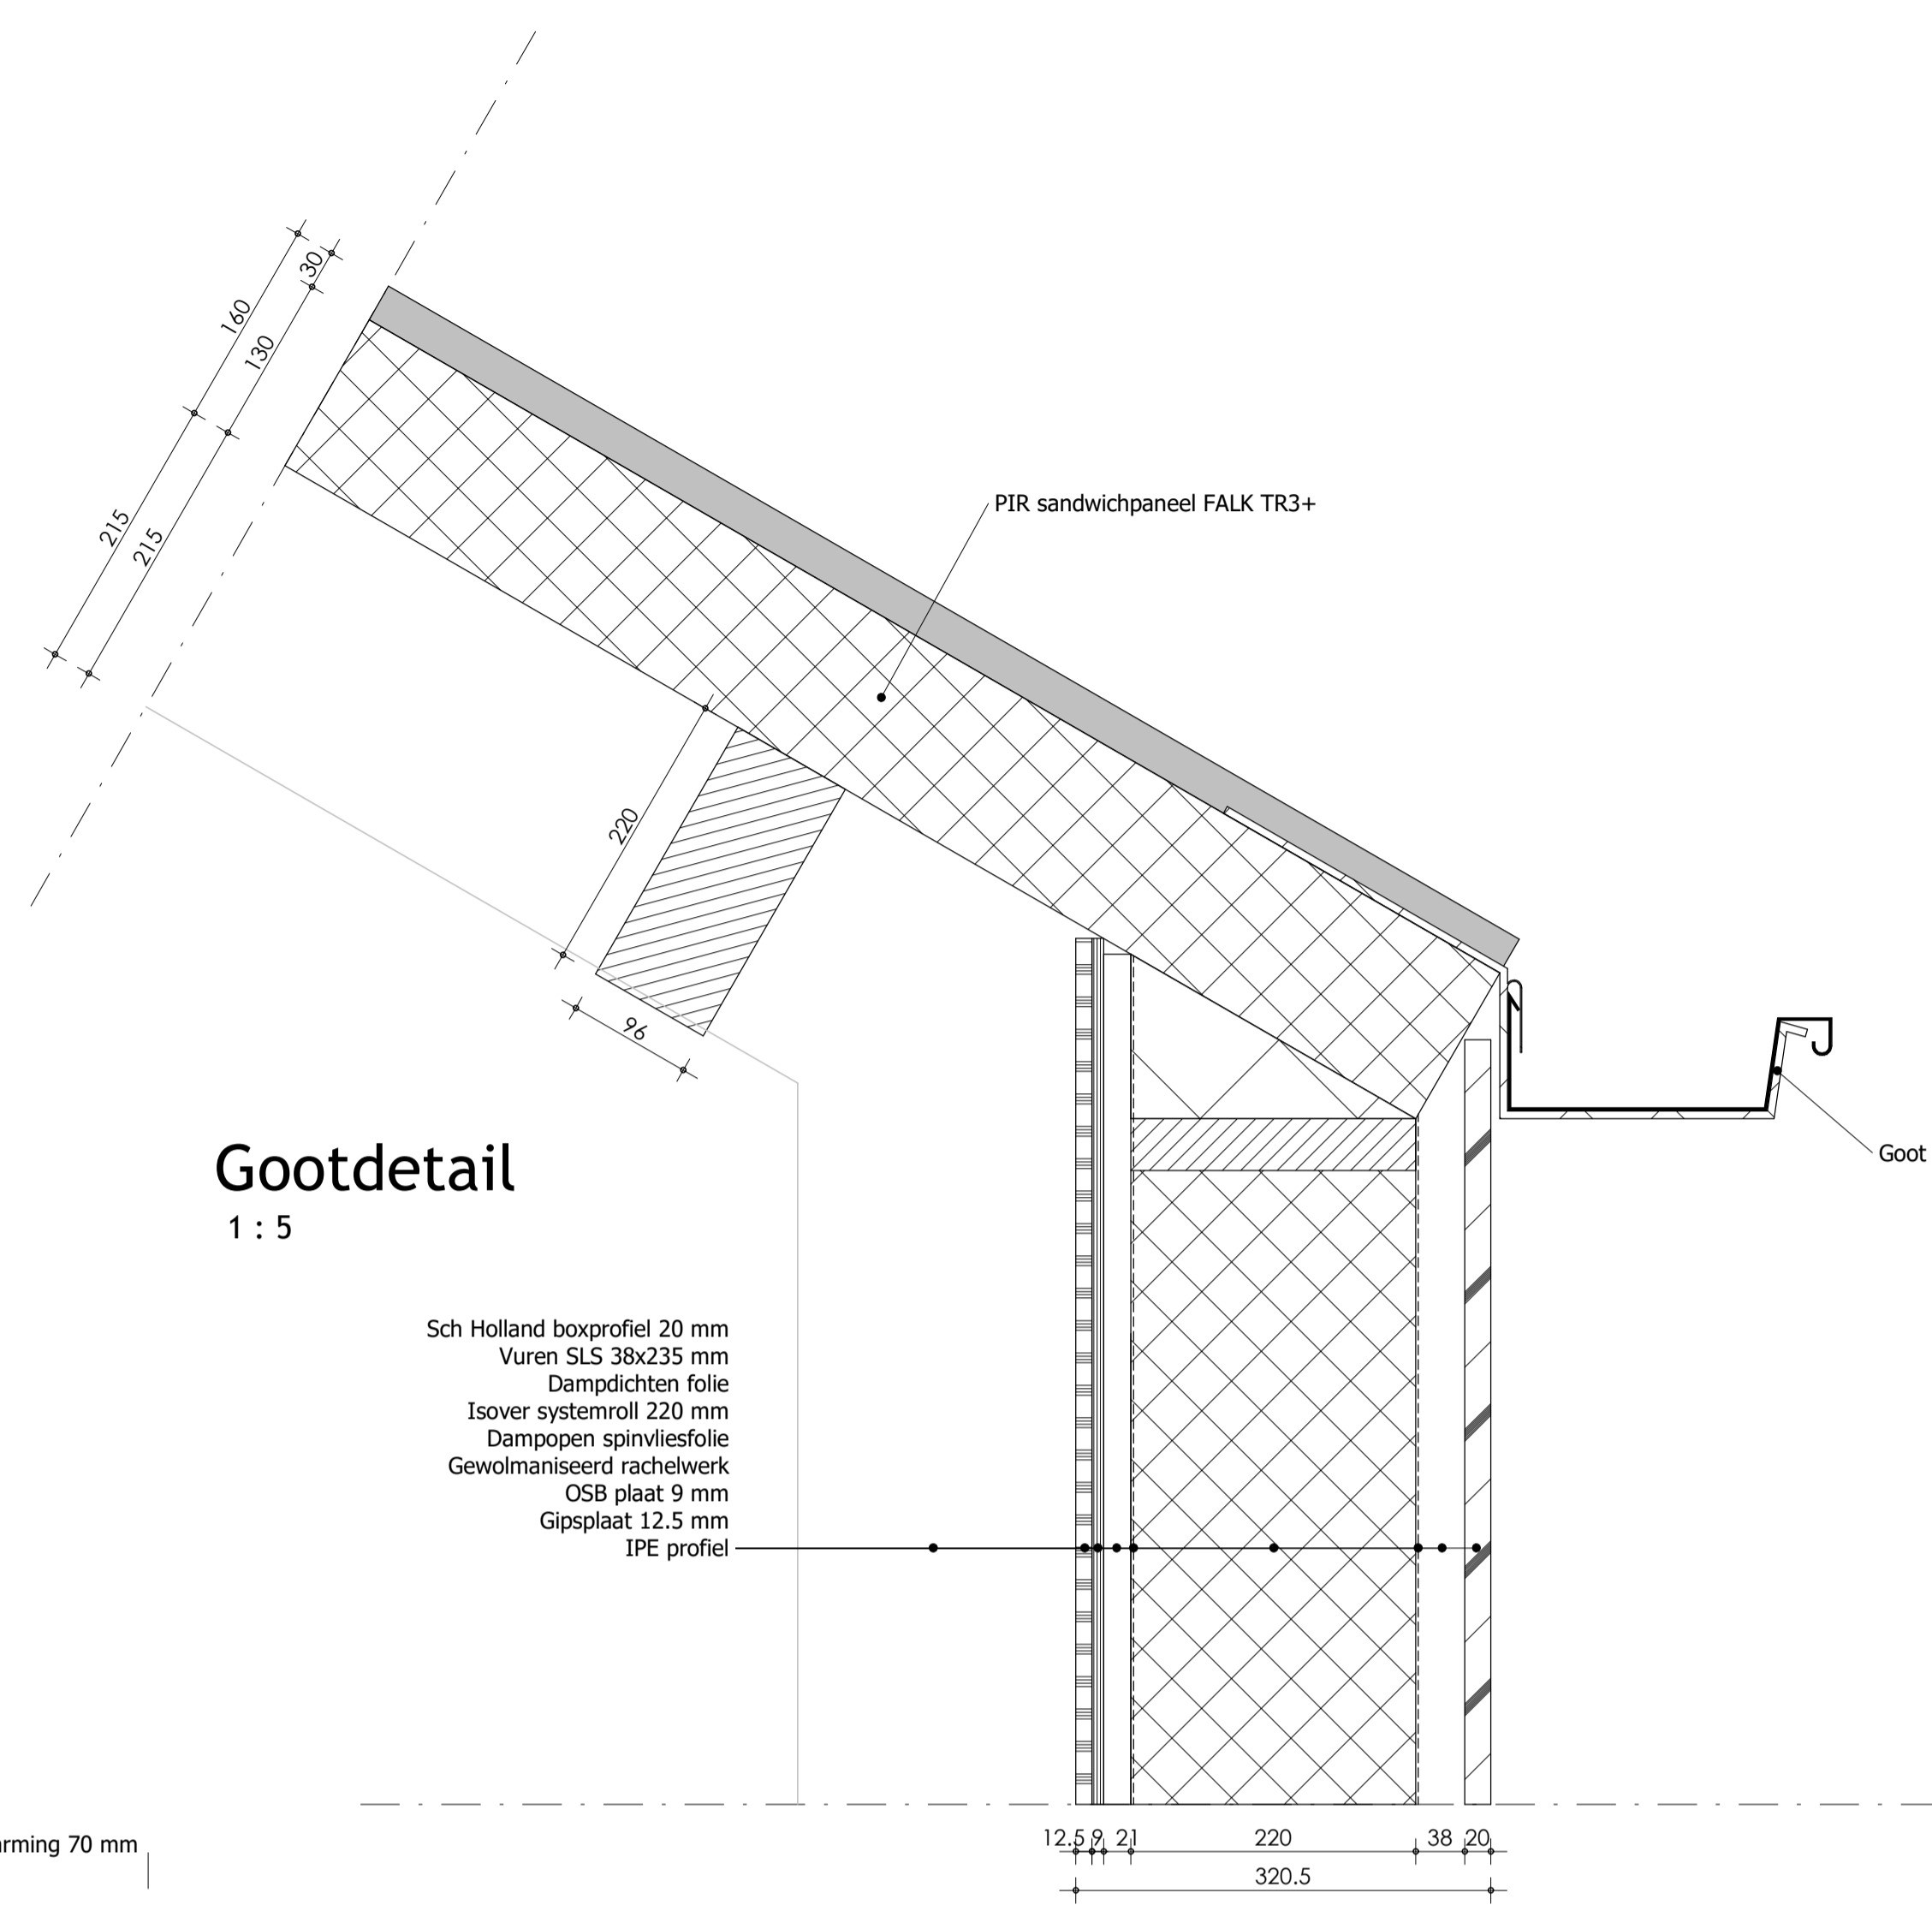 30
160
130
PIR sandwichpaneel FALK TR3+
215
215
220
96
Gootdetail
1 : 5
Goot
Sch Holland boxprofiel 20 mm
Vuren SLS 38x235 mm
Dampdichten folie
Isover systemroll 220 mm
Dampopen spinvliesfolie
Gewolmaniseerd rachelwerk
OSB plaat 9 mm
Gipsplaat 12.5 mm
IPE profiel
rming 70 mm
12.5 9 21 220 38 20
320.5